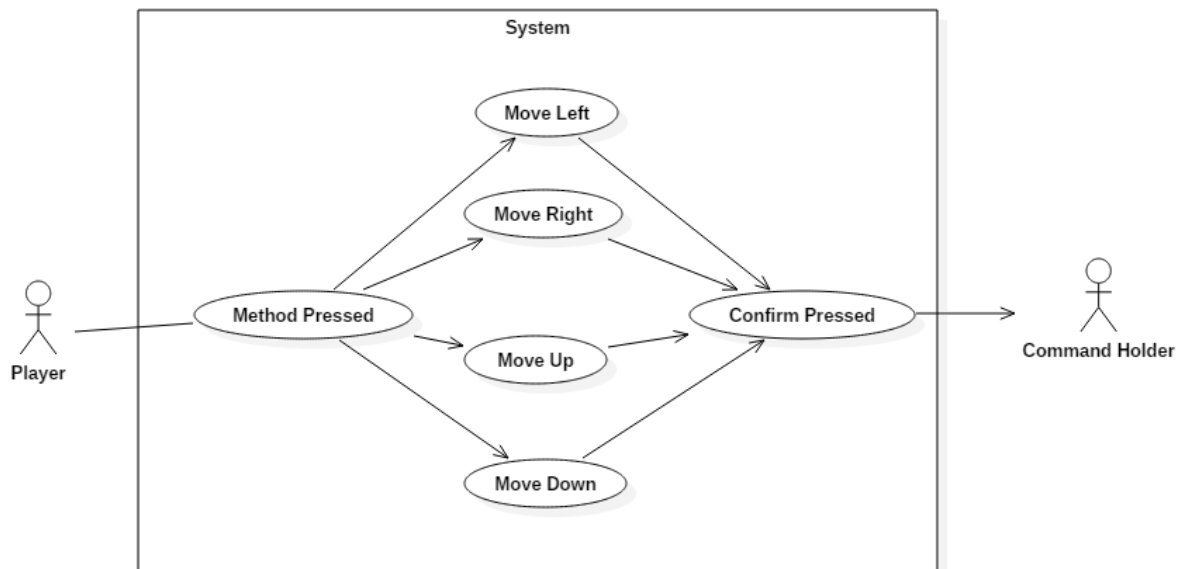 System
Move Left
Move Right
Method Pressed
Confirm Pressed
Player
Command Holder
Move Up
Move Down